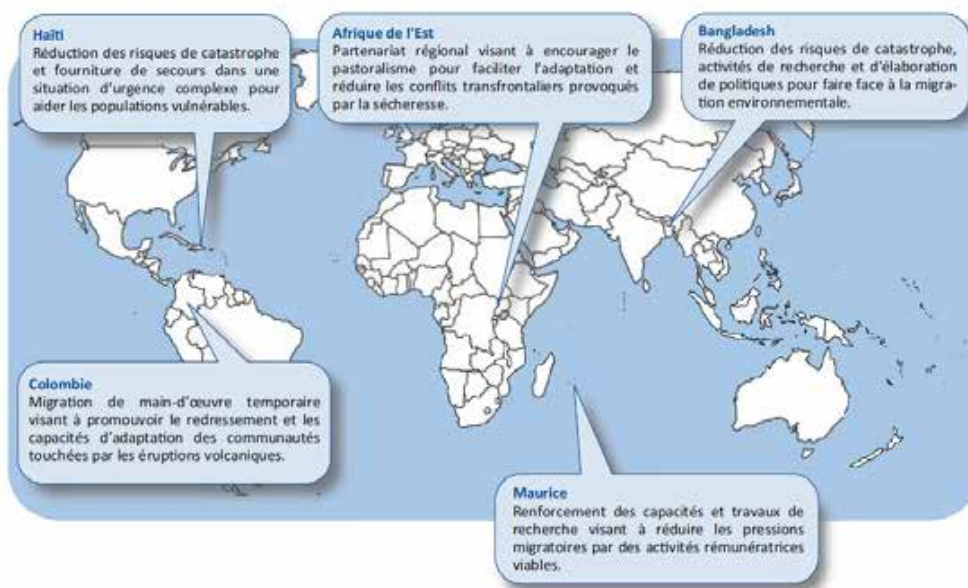 Haïti
Réduction des risques de catastrophe
et fourniture de secours dans une
situation d'urgence complexe pour
aider les populations vulnérables.
Afrique de l'Est
Partenariat régional visant à encourager le
pastoralisme pour faciliter l'adaptation et
réduire les conflits transfrontaliers provoqués
par la sécheresse.
Bangladesh
Réduction des risques de catastrophe,
activités de recherche et d'élaboration
de politiques pour faire face à la migra-
tion environnementale.
Colombie
Migration de main-d'œuvre temporaire
visant à promouvoir le redressement et les
capacités d'adaptation des communautés
touchées par les éruptions volcaniques.
Maurice
Renforcement des capacités et travaux de
recherche visant à réduire les pressions
migratoires par des activités rémunératrices
viables.